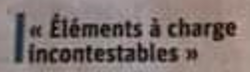 « Éléments à charge
incontestables »